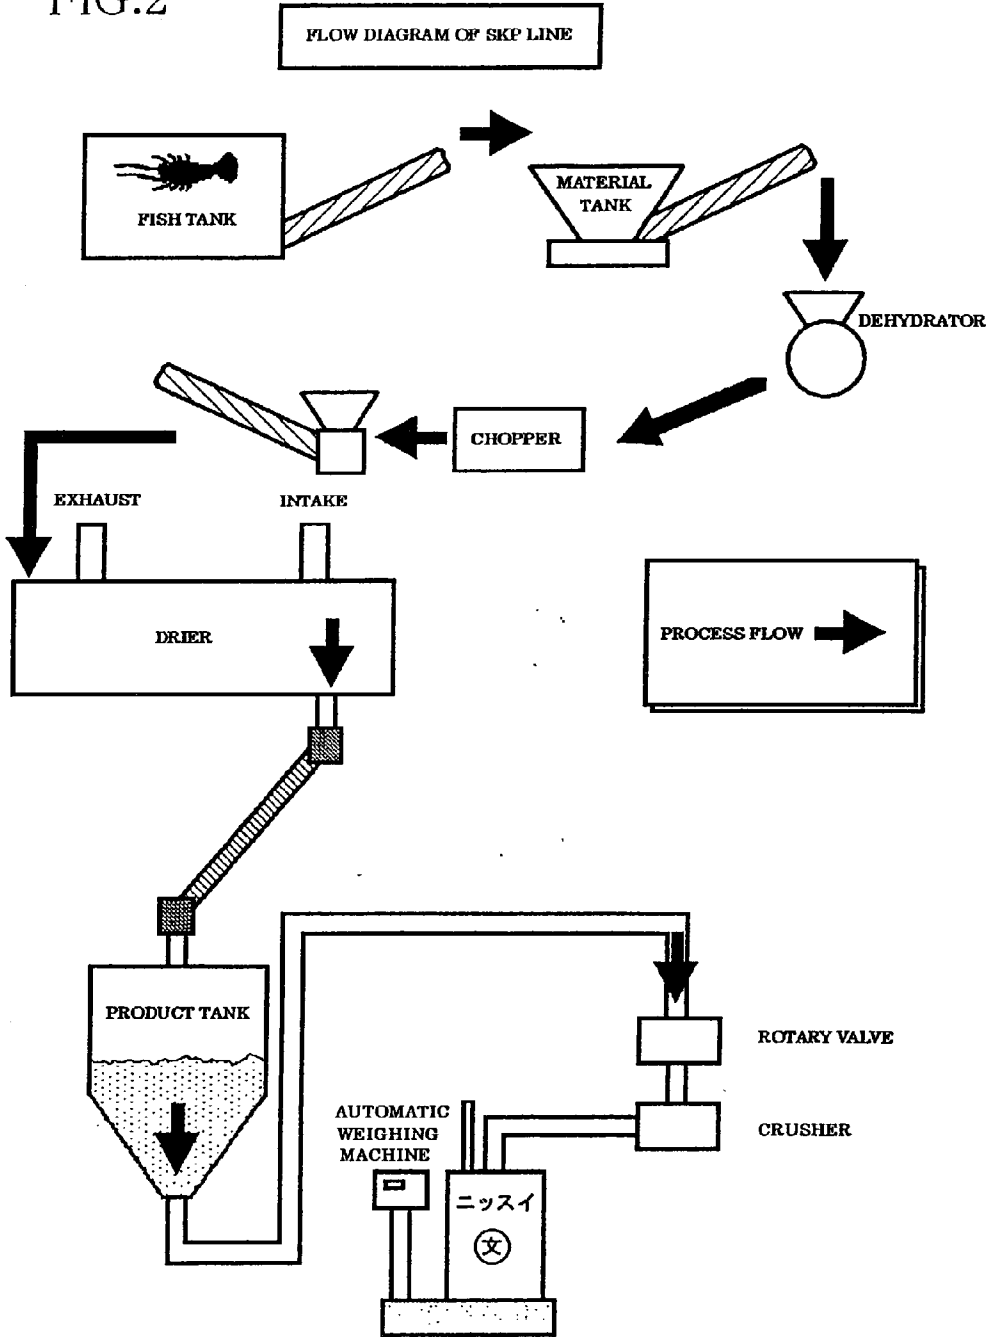 FIG.2
FLOW DIAGRAM OF SKP LINE
FISH TANK
MATERIAL
TANK
DEHYDRATOR
CHOPPER
EXHAUST
INTAKE
DRIER
PROCESS FLOW
PRODUCT TANK
ROTARY VALVE
AUTOMATIC
WEIGHING
MACHINE
CRUSHER
ニッスイ
文